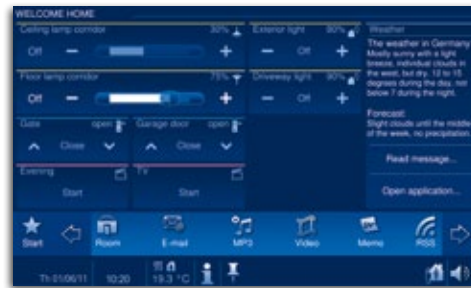 WELCOME HOME
Ceiling lamp corridor 30%
Off
Exterior light 90%
Off
Weather
The weather in Germany
Mostly sunny with a light
breeze, individual clouds in
the west, but dry. 12 to 15
degrees during the day, not
below 7 during the night.
Floor lamp corridor 75%
Off
Driveway light 90%
Off
Forecast:
Slight clouds until the middle
of the week, no precipitation.
Gate open
Close
Garage door open
Close
Read message...
Evening
Start
TV
Start
Open application...
Start
Room
E-mail
MP3
Video
Memo
RSS
Th 01/06/11
10:20
19.3 °C